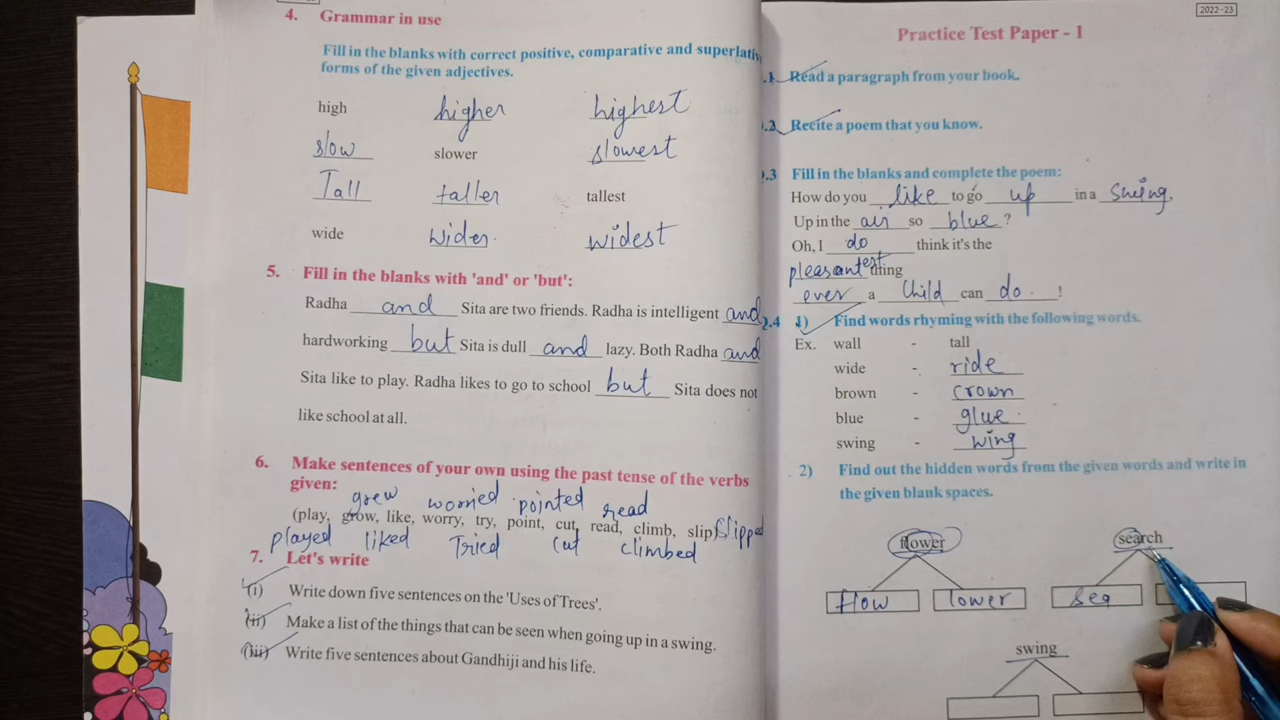 4. Grammar in use
Fill in the blanks with correct positive, comparative and superlativ
forms of the given adjectives.
high higher highest
slow slower slowest
Tall taller tallest
wide wider widest
5. Fill in the blanks with 'and' or 'but':
Radha and Sita are two friends. Radha is intelligent and
hardworking but Sita is dull and lazy. Both Radha and
Sita like to play. Radha likes to go to school but Sita does not
like school at all.
6. Make sentences of your own using the past tense of the verbs
given:
grew worried pointed read
(play, grow, like, worry, try, point, cut, read, climb, slip) slipped
played liked Tried cut climbed
7. Let's write
(i) Write down five sentences on the 'Uses of Trees'.
(ii) Make a list of the things that can be seen when going up in a swing.
(iii) Write five sentences about Gandhiji and his life.
2022-23
Practice Test Paper - 1
.1. Read a paragraph from your book.
.2. Recite a poem that you know.
.3 Fill in the blanks and complete the poem:
How do you like to go up in a swing,
Up in the air so blue ?
Oh, I do think it's the
pleasantest thing
ever a child can do. !
.4 1) Find words rhyming with the following words.
Ex. wall - tall
wide - ride
brown - crown
blue - glue
swing - wing
2) Find out the hidden words from the given words and write in
the given blank spaces.
flower search
flow lower sea
swing